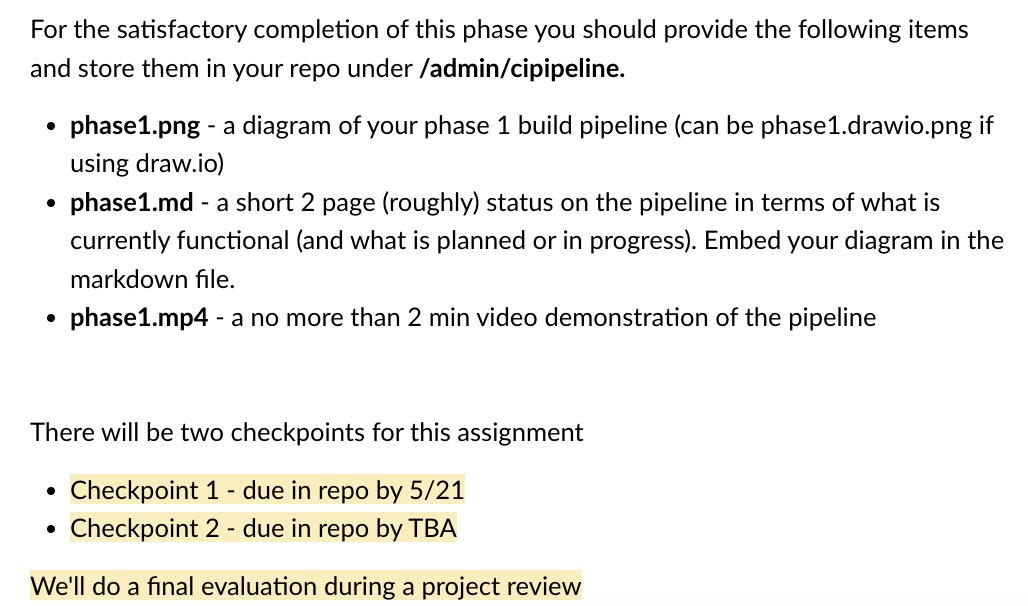 For the satisfactory completion of this phase you should provide the following items
and store them in your repo under /admin/cipipeline.
• phase1.png - a diagram of your phase 1 build pipeline (can be phase1.drawio.png if
using draw.io)
• phase1.md - a short 2 page (roughly) status on the pipeline in terms of what is
currently functional (and what is planned or in progress). Embed your diagram in the
markdown file.
• phase1.mp4 - a no more than 2 min video demonstration of the pipeline
There will be two checkpoints for this assignment
• Checkpoint 1 - due in repo by 5/21
• Checkpoint 2 - due in repo by TBA
We'll do a final evaluation during a project review